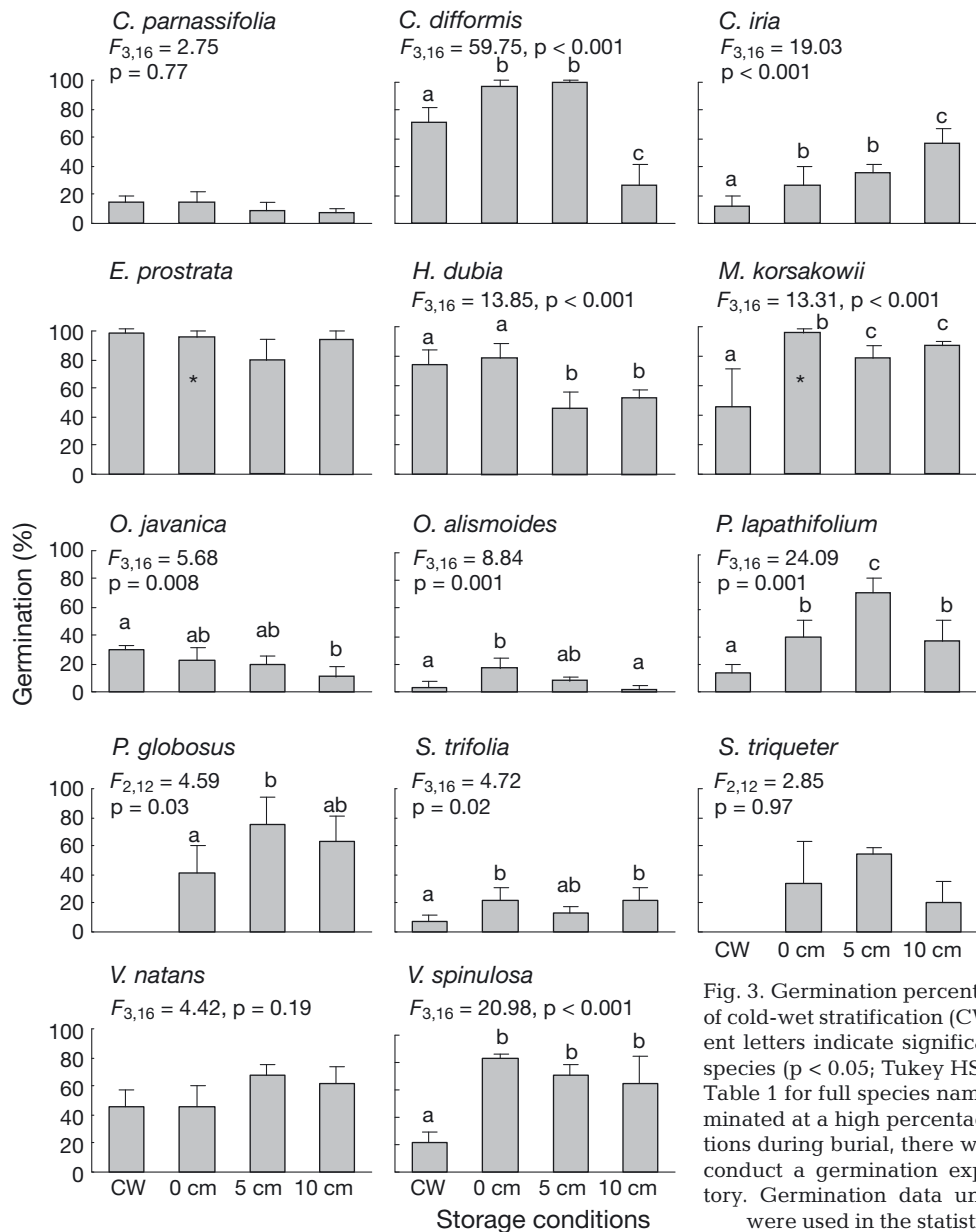 C. parnassifolia
F3,16 = 2.75
p = 0.77
C. difformis
F3,16 = 59.75, p < 0.001
C. iria
F3,16 = 19.03
p < 0.001
100
80
60
40
20
0
a
b
b
c
a
b
b
c
E. prostrata
H. dubia
F3,16 = 13.85, p < 0.001
M. korsakowii
F3,16 = 13.31, p < 0.001
100
80
60
40
20
0
*
a
a
b
b
a
b
*
c
c
Germination (%)
O. javanica
F3,16 = 5.68
p = 0.008
O. alismoides
F3,16 = 8.84
p = 0.001
P. lapathifolium
F3,16 = 24.09
p = 0.001
100
80
60
40
20
0
a
ab
ab
b
a
b
ab
a
a
b
c
b
P. globosus
F2,12 = 4.59
p = 0.03
S. trifolia
F3,16 = 4.72
p = 0.02
S. triqueter
F2,12 = 2.85
p = 0.97
100
80
60
40
20
0
a
b
ab
a
b
ab
b
CW 0 cm 5 cm 10 cm
V. natans
F3,16 = 4.42, p = 0.19
V. spinulosa
F3,16 = 20.98, p < 0.001
100
80
60
40
20
0
a
b
b
b
CW 0 cm 5 cm 10 cm
CW 0 cm 5 cm 10 cm
Storage conditions
Fig. 3. Germination percent
of cold-wet stratification (CW
ent letters indicate significa
species (p < 0.05; Tukey HS
Table 1 for full species nam
minated at a high percentag
tions during burial, there w
conduct a germination exp
tory. Germination data un
were used in the statist